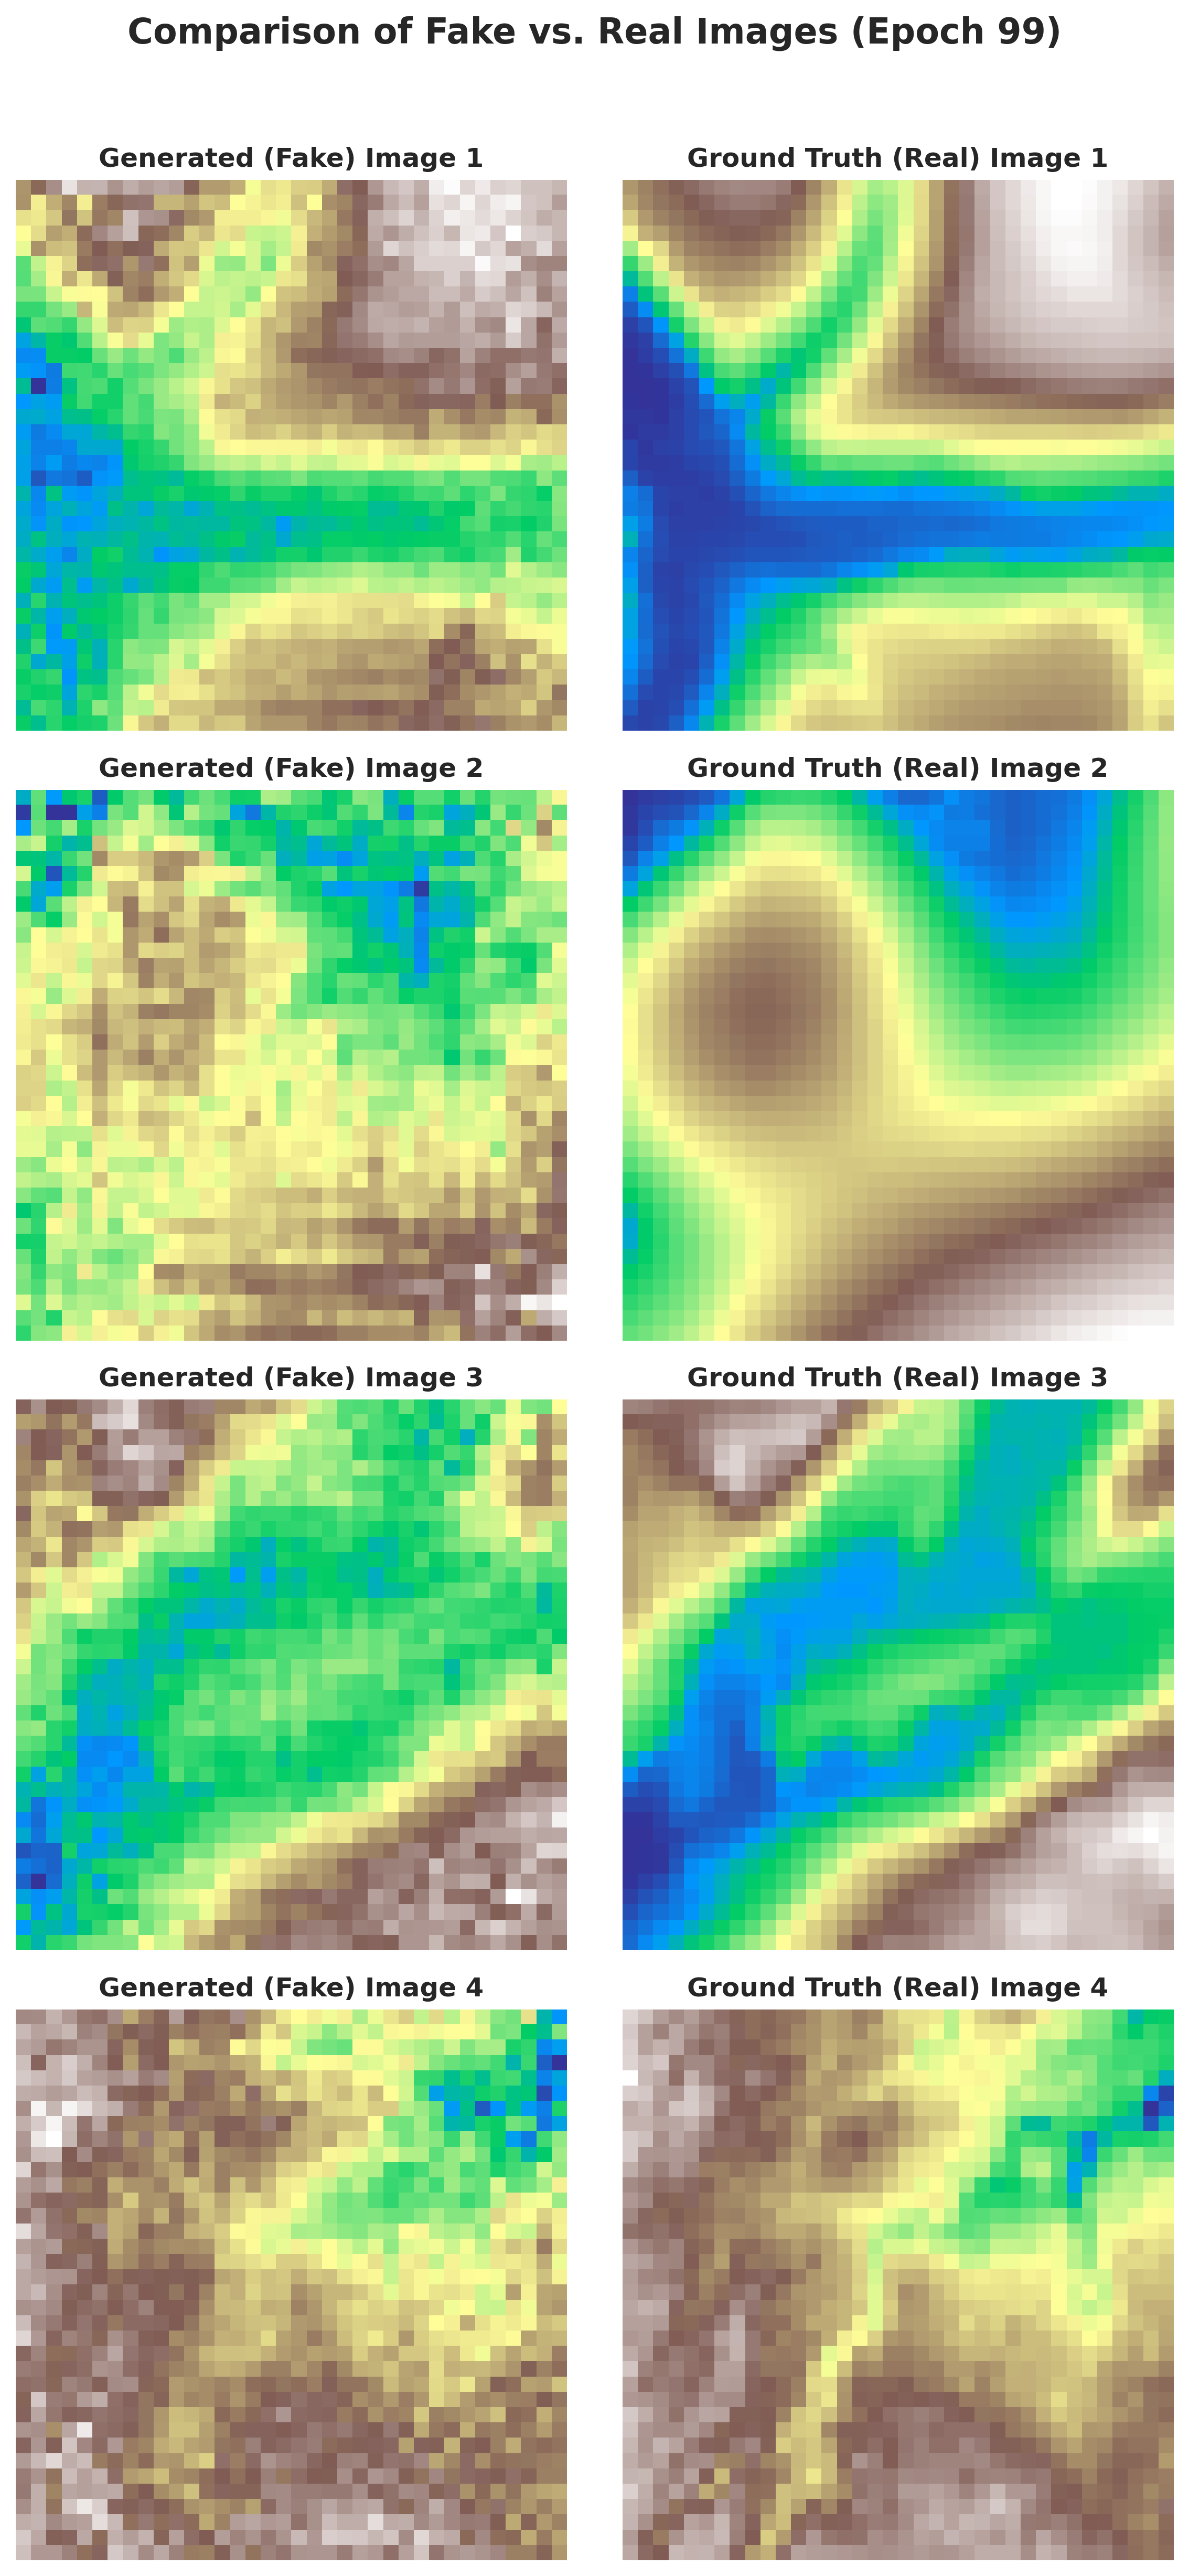 Comparison of Fake vs. Real Images (Epoch 99)
Generated (Fake) Image 1
Ground Truth (Real) Image 1
Generated (Fake) Image 2
Ground Truth (Real) Image 2
Generated (Fake) Image 3
Ground Truth (Real) Image 3
Generated (Fake) Image 4
Ground Truth (Real) Image 4